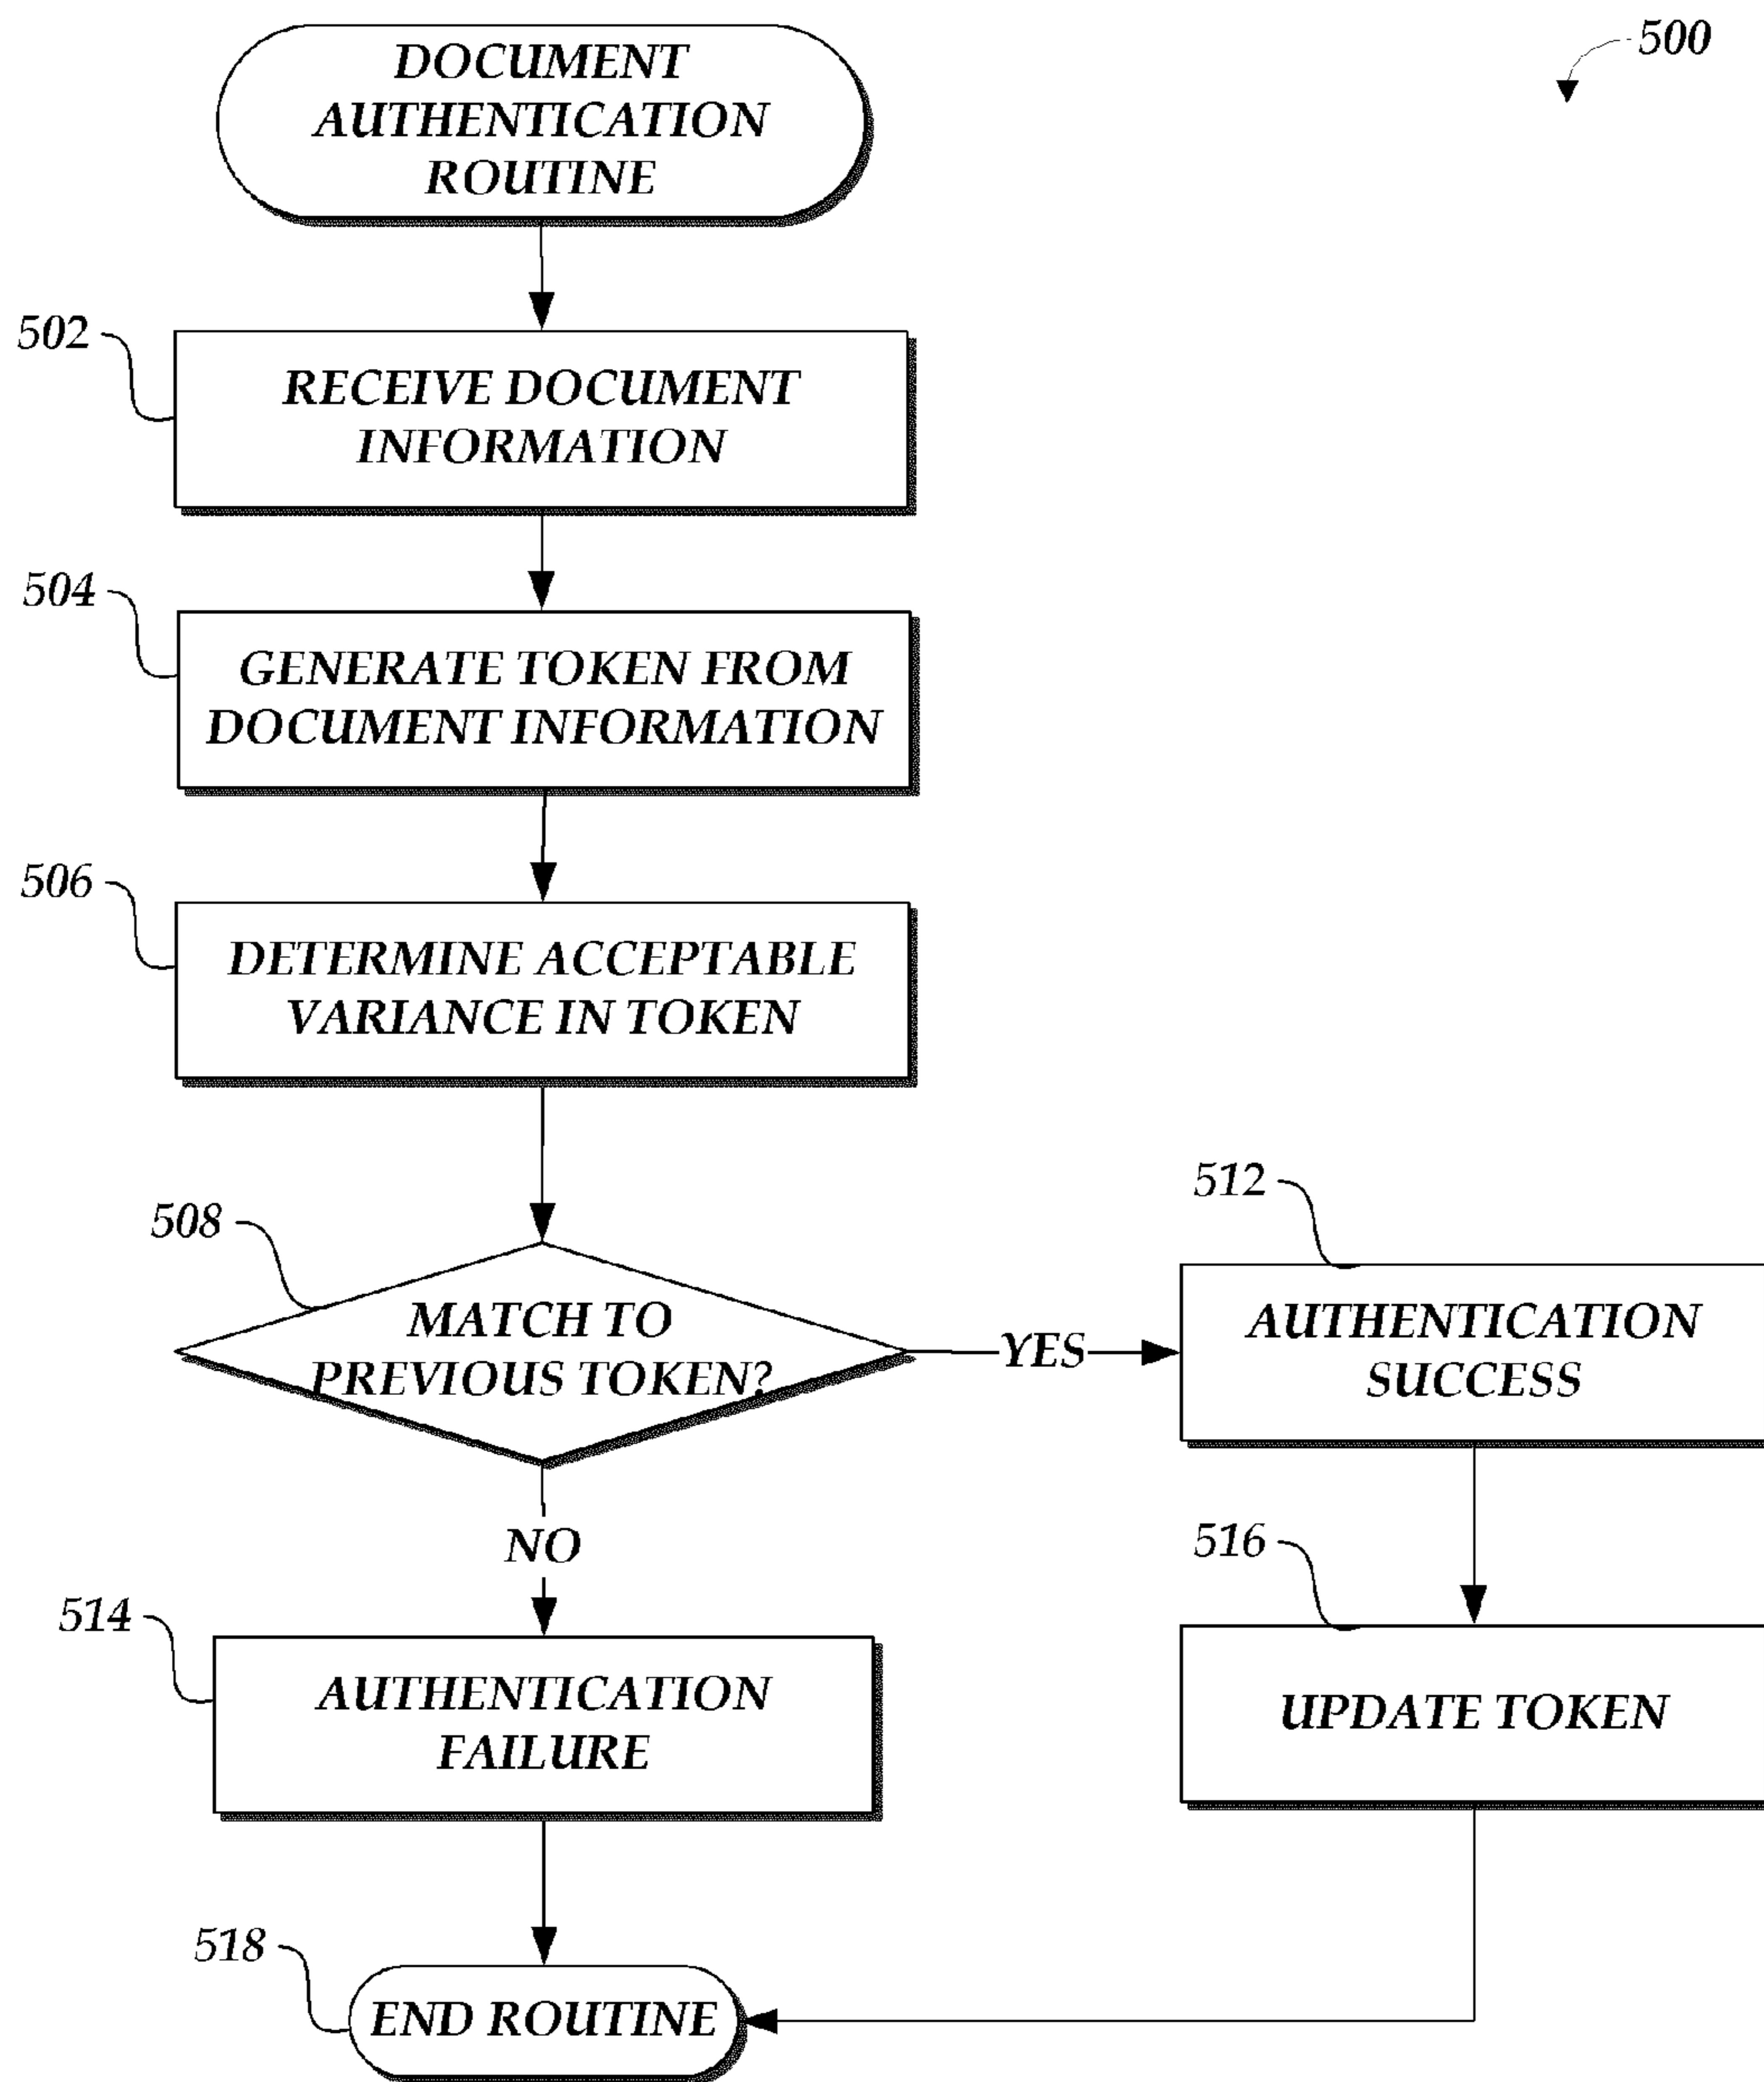 500
DOCUMENT
AUTHENTICATION
ROUTINE
502
RECEIVE DOCUMENT
INFORMATION
504
GENERATE TOKEN FROM
DOCUMENT INFORMATION
506
DETERMINE ACCEPTABLE
VARIANCE IN TOKEN
508
MATCH TO
PREVIOUS TOKEN?
YES
512
AUTHENTICATION
SUCCESS
NO
514
AUTHENTICATION
FAILURE
516
UPDATE TOKEN
518
END ROUTINE